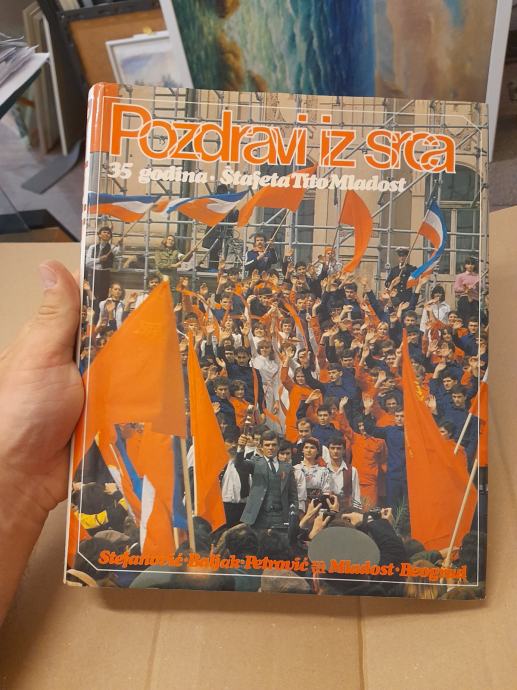 Pozdravi iz srca
35 godina · Štafeta Tito Mladost
Stefanović · Baljak · Petrović Mladost · Beograd